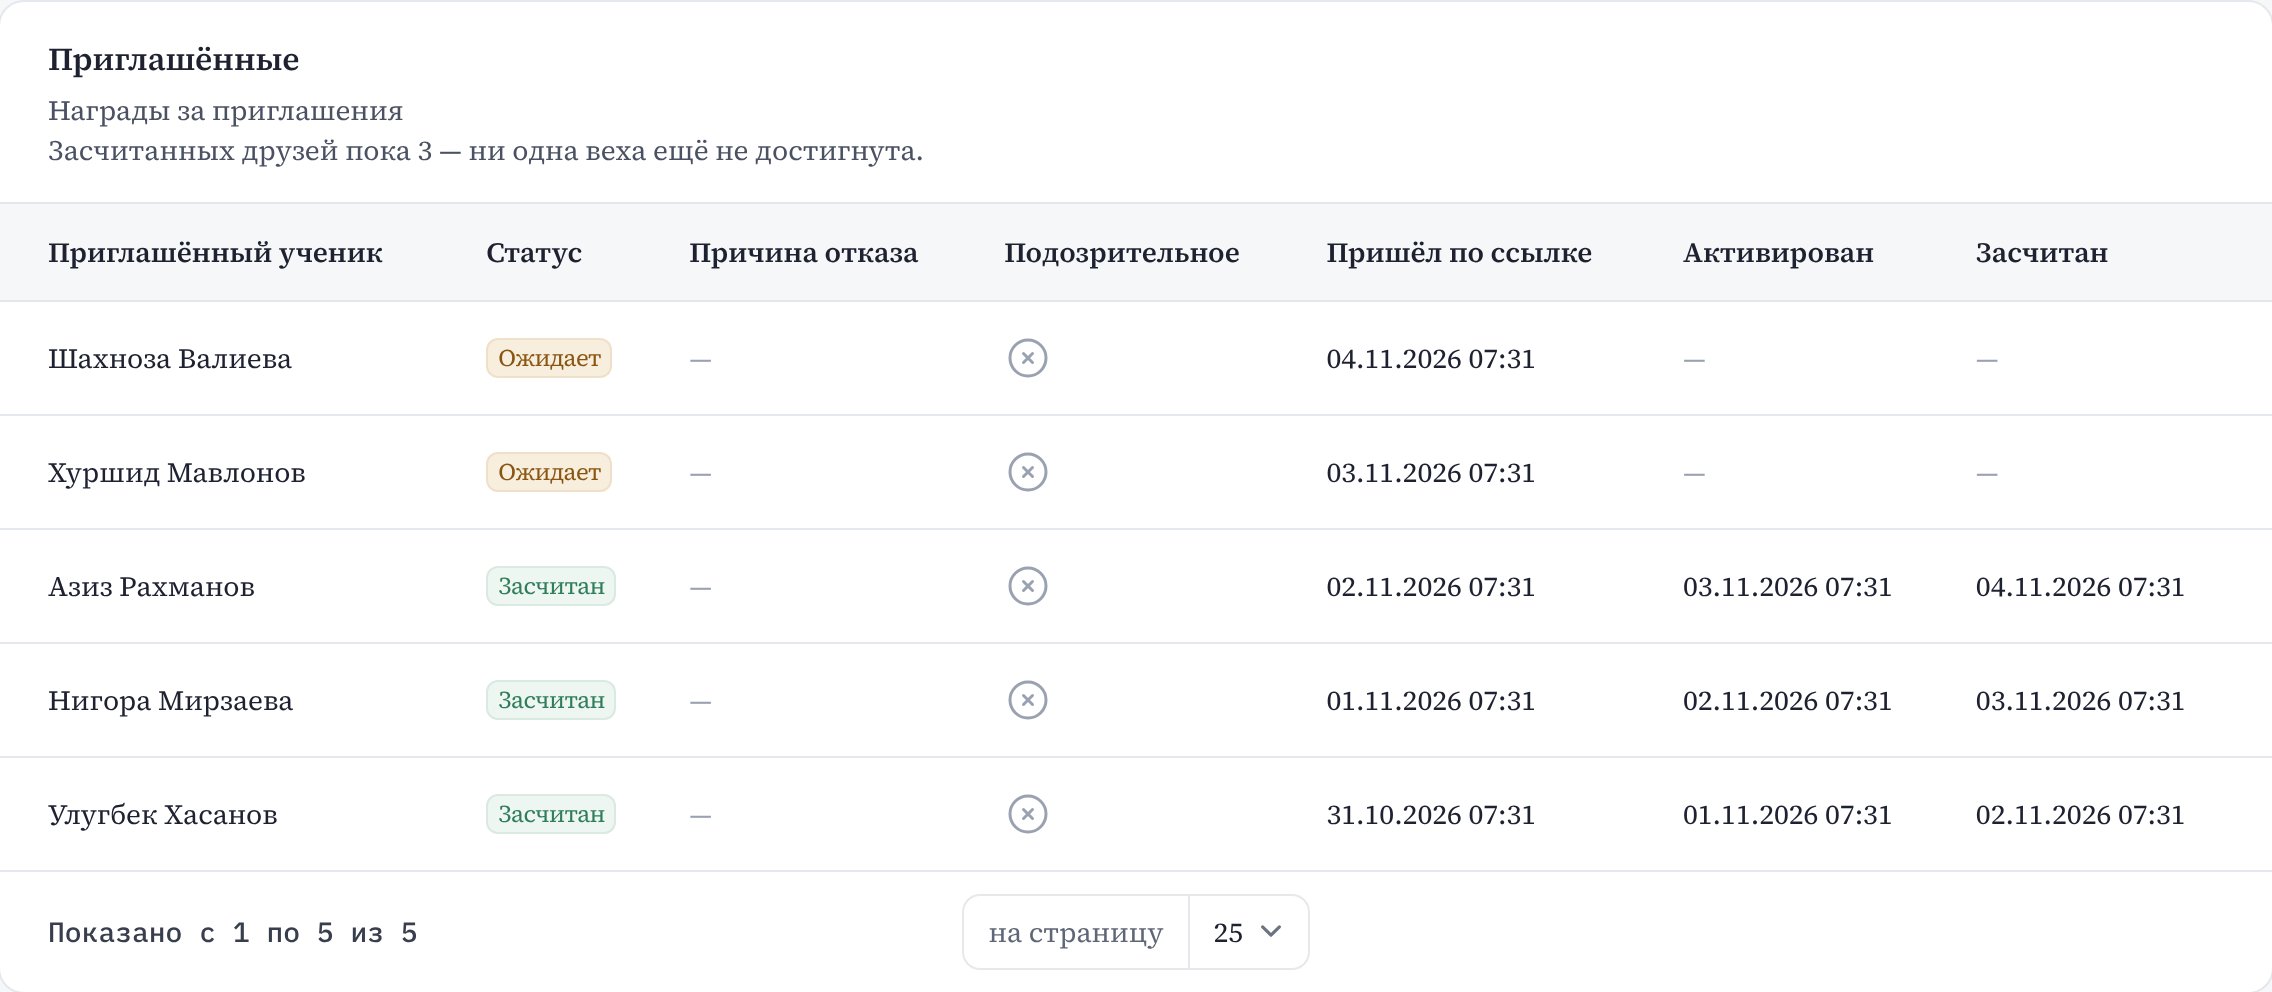 Приглашённые
Награды за приглашения
Засчитанных друзей пока 3 — ни одна веха ещё не достигнута.
Приглашённый ученик Статус Причина отказа Подозрительное Пришёл по ссылке Активирован Засчитан
Шахноза Валиева Ожидает — 04.11.2026 07:31 — —
Хуршид Мавлонов Ожидает — 03.11.2026 07:31 — —
Азиз Рахманов Засчитан — 02.11.2026 07:31 03.11.2026 07:31 04.11.2026 07:31
Нигора Мирзаева Засчитан — 01.11.2026 07:31 02.11.2026 07:31 03.11.2026 07:31
Улугбек Хасанов Засчитан — 31.10.2026 07:31 01.11.2026 07:31 02.11.2026 07:31
Показано с 1 по 5 из 5 на страницу 25